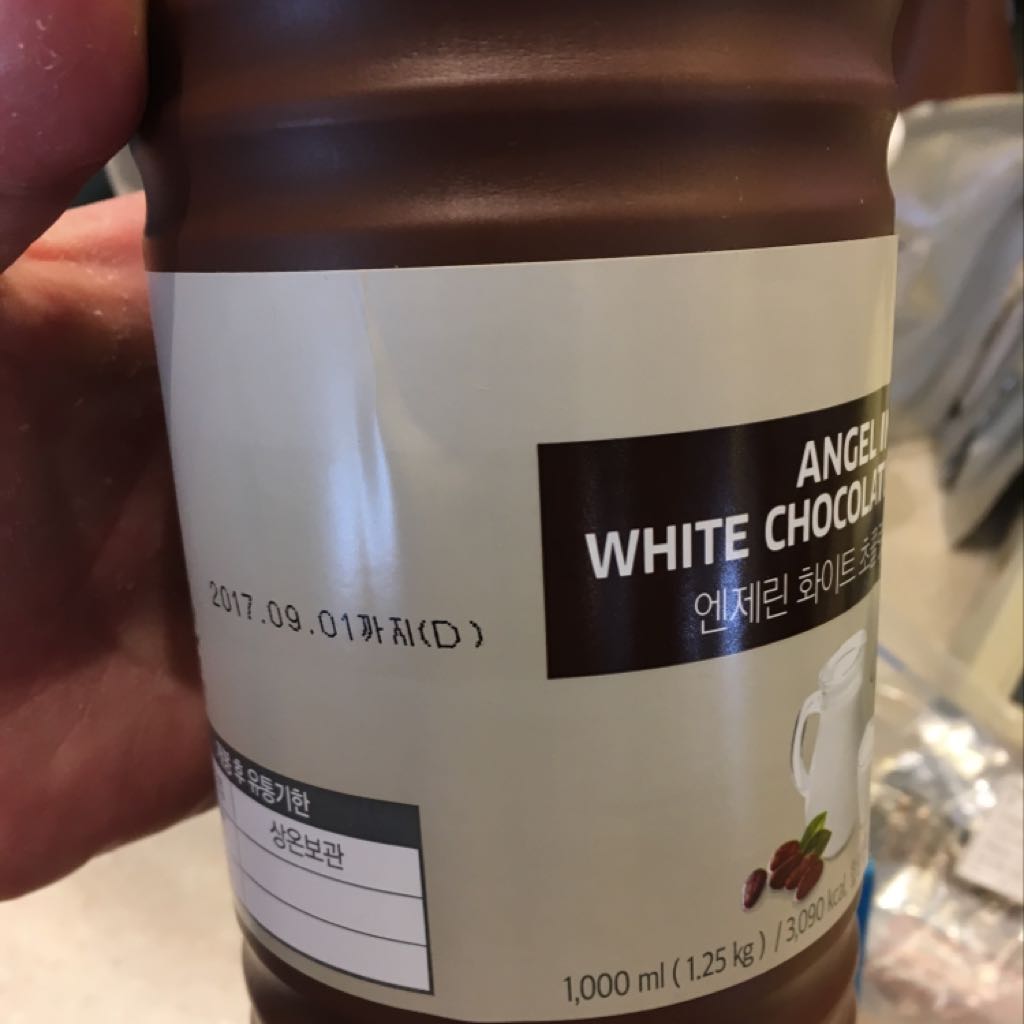 ANGEL
WHITE CHOCOLAT
엔제린 화이트
2017.09.01까지(D)
후 유통기한
상온보관
1,000 ml (1.25 kg) / 3,090 kcal